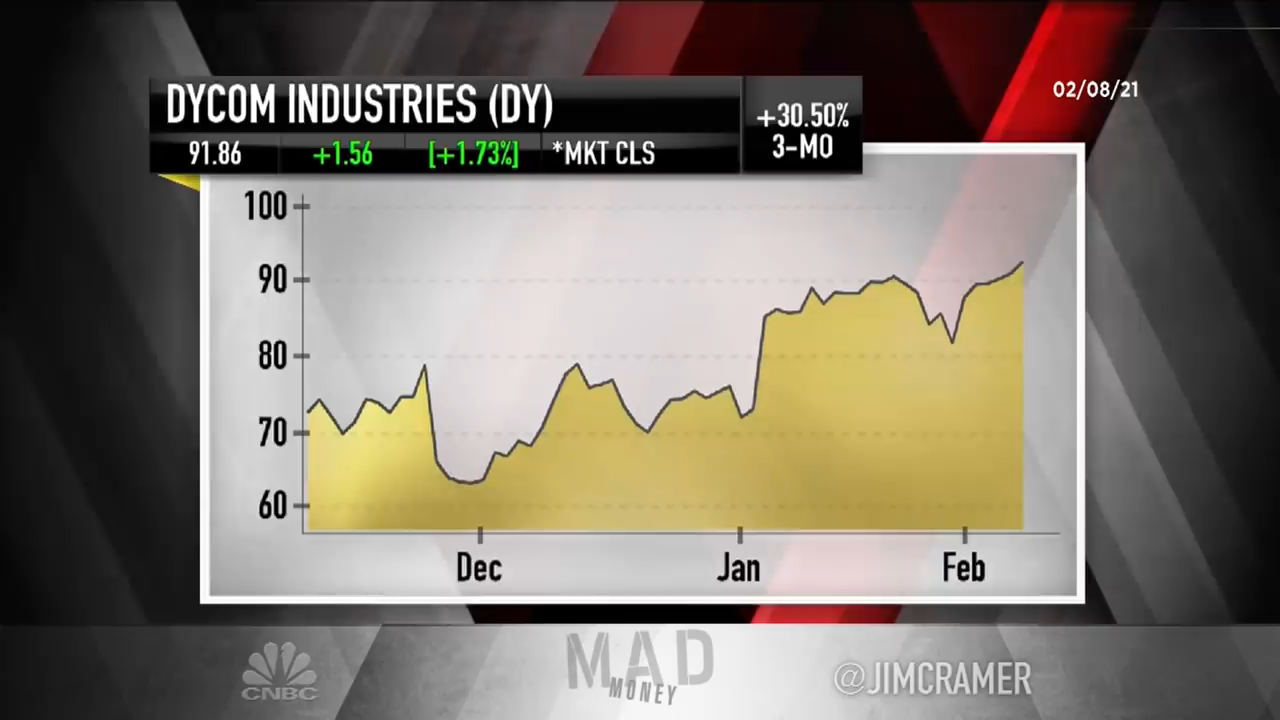 DYCOM INDUSTRIES (DY)
91.86 +1.56 [+1.73%] *MKT CLS
+30.50%
3-MO
02/08/21
100
90
80
70
60
Dec Jan Feb
CNBC
MAD
MONEY
@JIMCRAMER